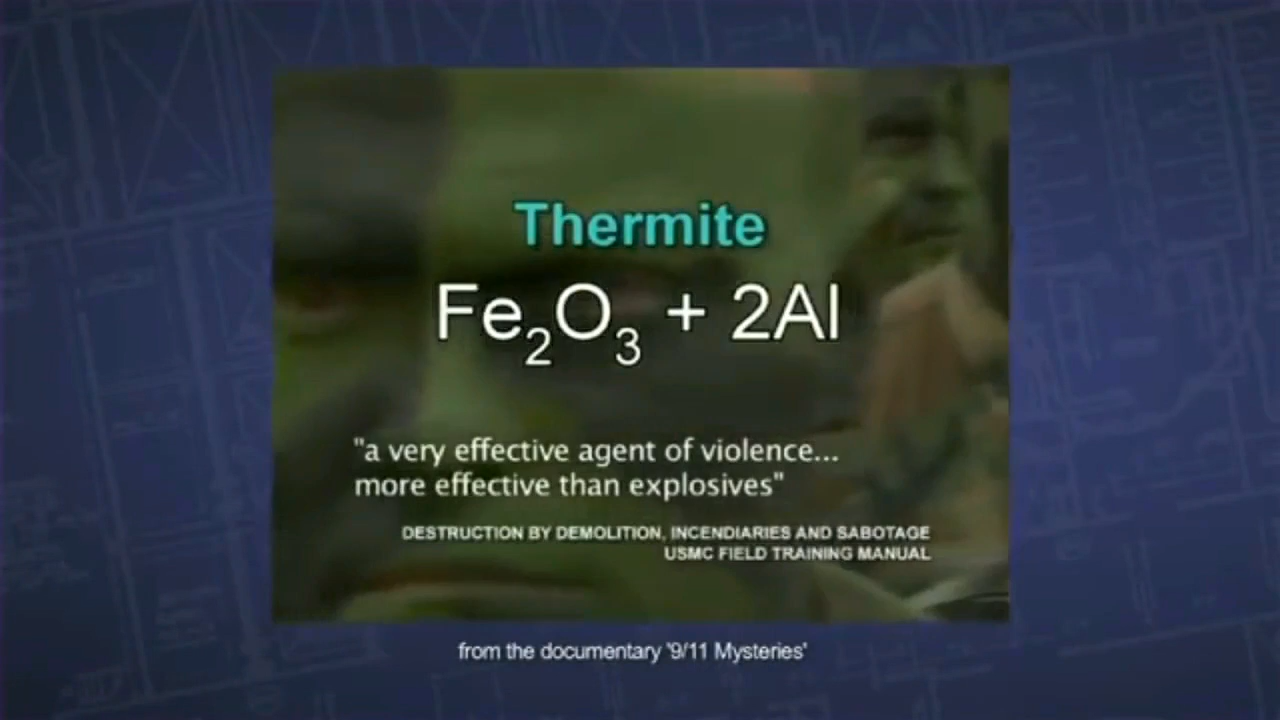 Thermite
Fe₂O₃ + 2Al
"a very effective agent of violence...
more effective than explosives"
DESTRUCTION BY DEMOLITION, INCENDIARIES AND SABOTAGE
USMC FIELD TRAINING MANUAL
from the documentary '9/11 Mysteries'